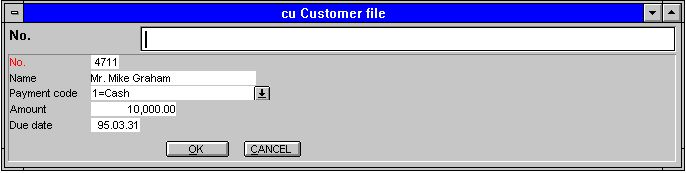 cu Customer file
No.
No. 4711
Name Mr. Mike Graham
Payment code 1=Cash
Amount 10,000.00
Due date 95.03.31
OK CANCEL